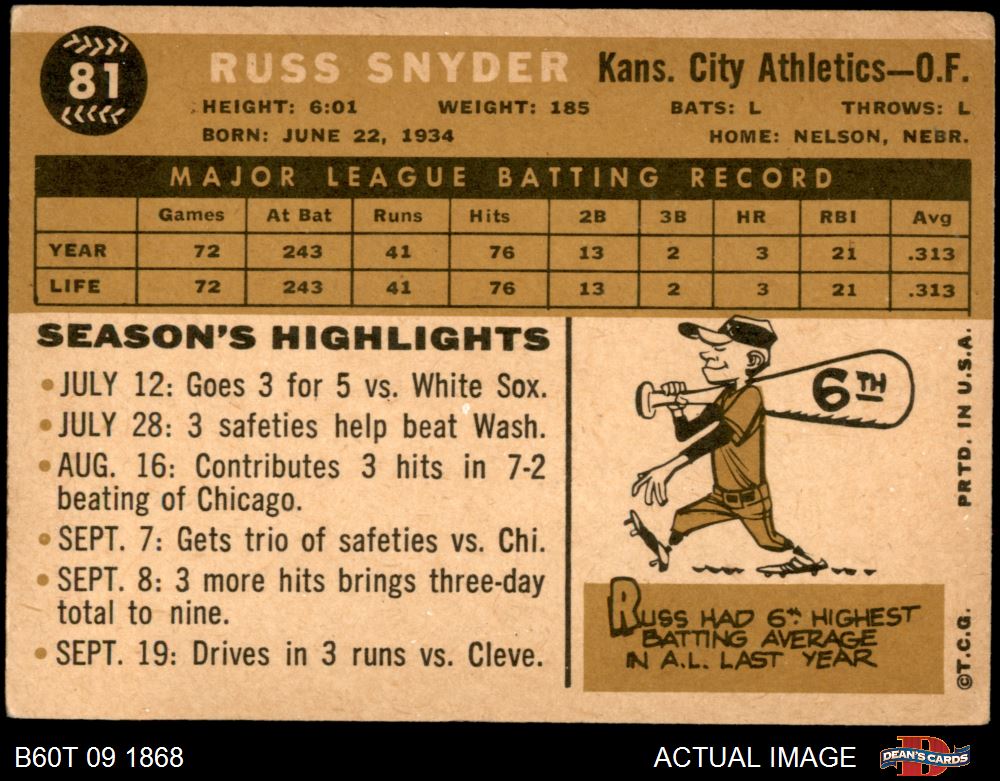 81
RUSS SNYDER Kans. City Athletics—O.F.
HEIGHT: 6:01 WEIGHT: 185 BATS: L THROWS: L
BORN: JUNE 22, 1934 HOME: NELSON, NEBR.
MAJOR LEAGUE BATTING RECORD
Games At Bat Runs Hits 2B 3B HR RBI Avg
YEAR 72 243 41 76 13 2 3 21 .313
LIFE 72 243 41 76 13 2 3 21 .313
SEASON'S HIGHLIGHTS
• JULY 12: Goes 3 for 5 vs. White Sox.
• JULY 28: 3 safeties help beat Wash.
• AUG. 16: Contributes 3 hits in 7-2
beating of Chicago.
• SEPT. 7: Gets trio of safeties vs. Chi.
• SEPT. 8: 3 more hits brings three-day
total to nine.
• SEPT. 19: Drives in 3 runs vs. Cleve.
6TH
RUSS HAD 6TH HIGHEST
BATTING AVERAGE
IN A.L. LAST YEAR
©T.C.G. PRTD. IN U.S.A.
B60T 09 1868 ACTUAL IMAGE
DEAN'S CARDS